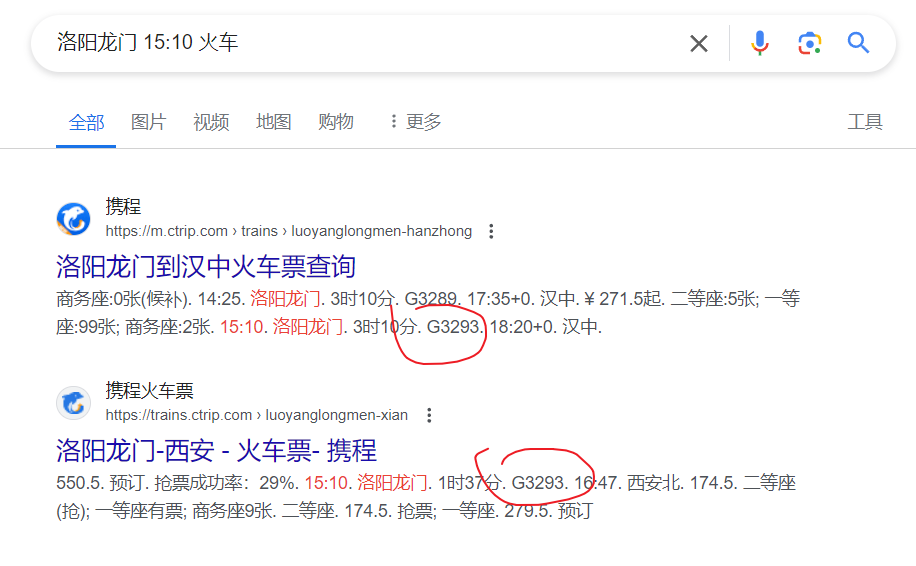 洛阳龙门 15:10 火车
全部 图片 视频 地图 购物 更多 工具
携程
https://m.ctrip.com › trains › luoyanglongmen-hanzhong
洛阳龙门到汉中火车票查询
商务座:0张(候补). 14:25. 洛阳龙门. 3时10分. G3289. 17:35+0. 汉中. ¥ 271.5起. 二等座:5张; 一等
座:99张; 商务座:2张. 15:10. 洛阳龙门. 3时10分. G3293. 18:20+0. 汉中.
携程火车票
https://trains.ctrip.com › luoyanglongmen-xian
洛阳龙门-西安 - 火车票- 携程
550.5. 预订. 抢票成功率：29%. 15:10. 洛阳龙门. 1时37分. G3293. 16:47. 西安北. 174.5. 二等座
(抢); 一等座有票; 商务座9张. 二等座. 174.5. 抢票; 一等座. 279.5. 预订